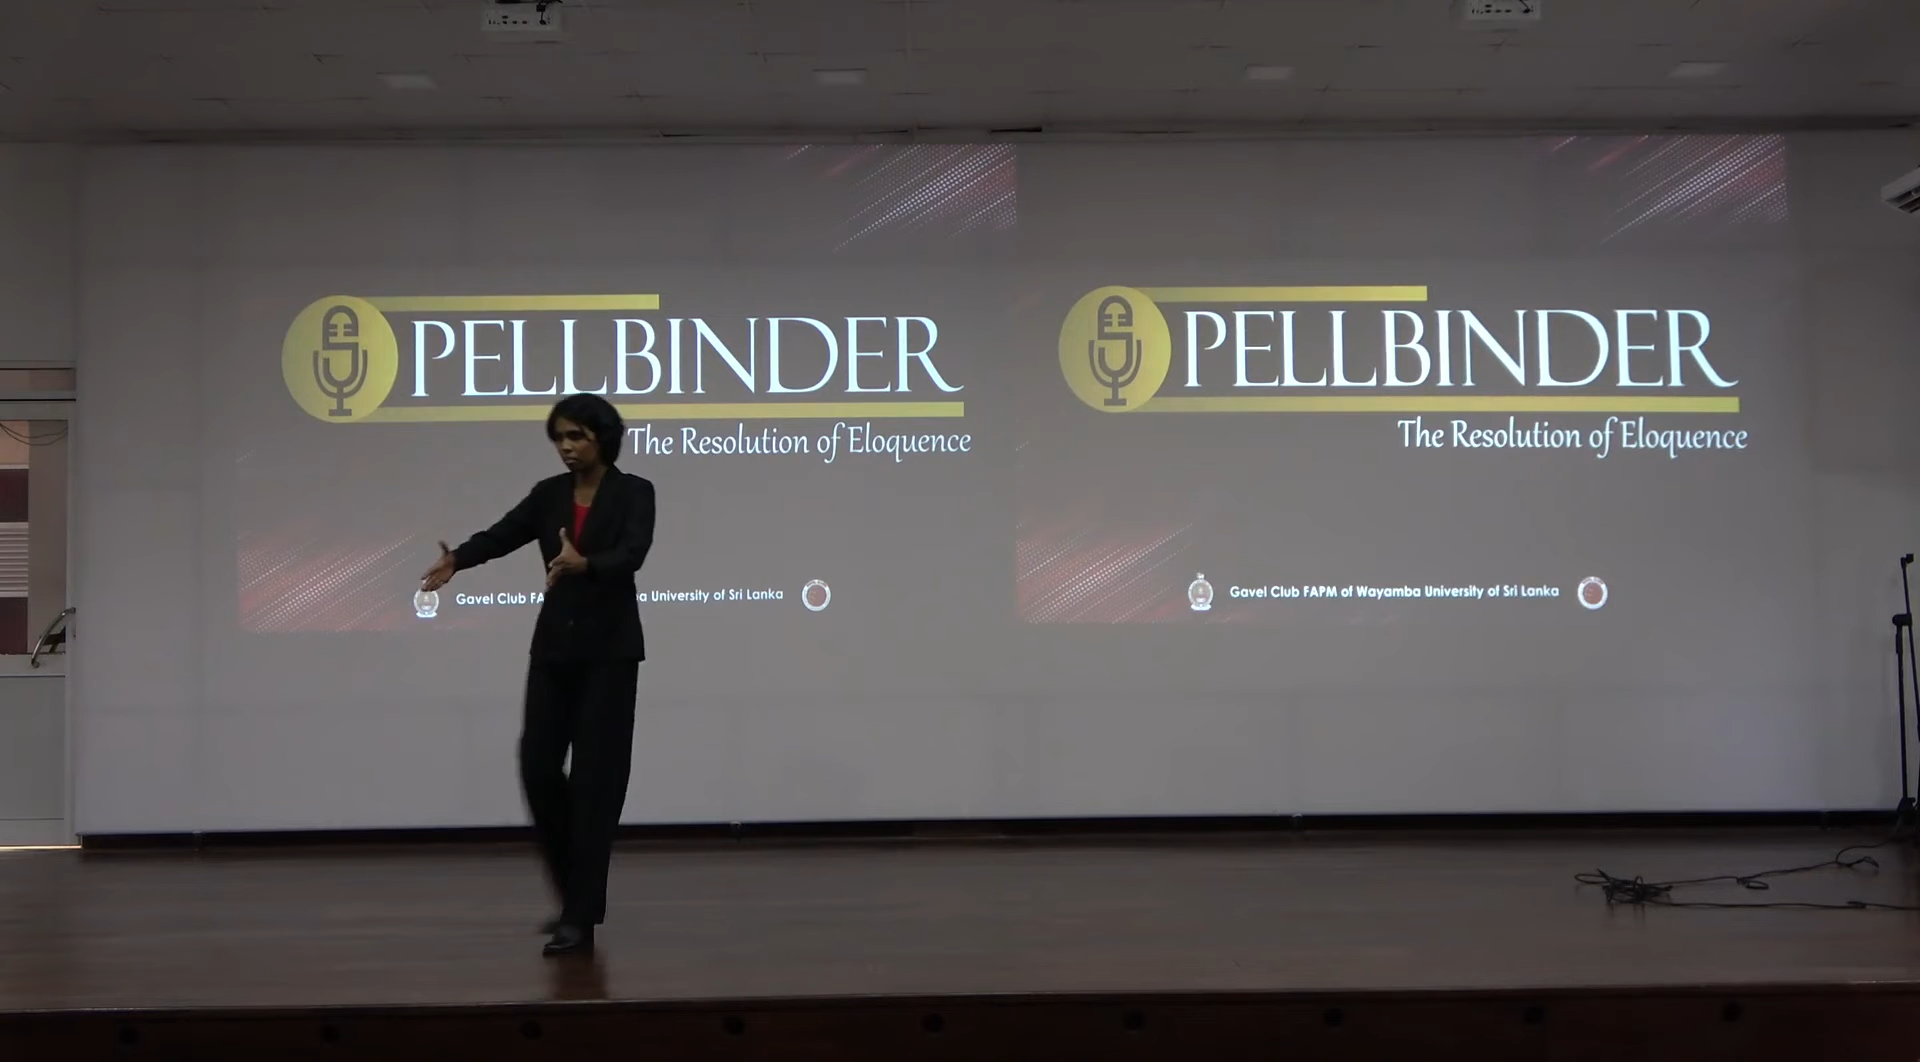 PELLBINDER
The Resolution of Eloquence
Gavel Club FA a University of Sri Lanka
PELLBINDER
The Resolution of Eloquence
Gavel Club FAPM of Wayamba University of Sri Lanka